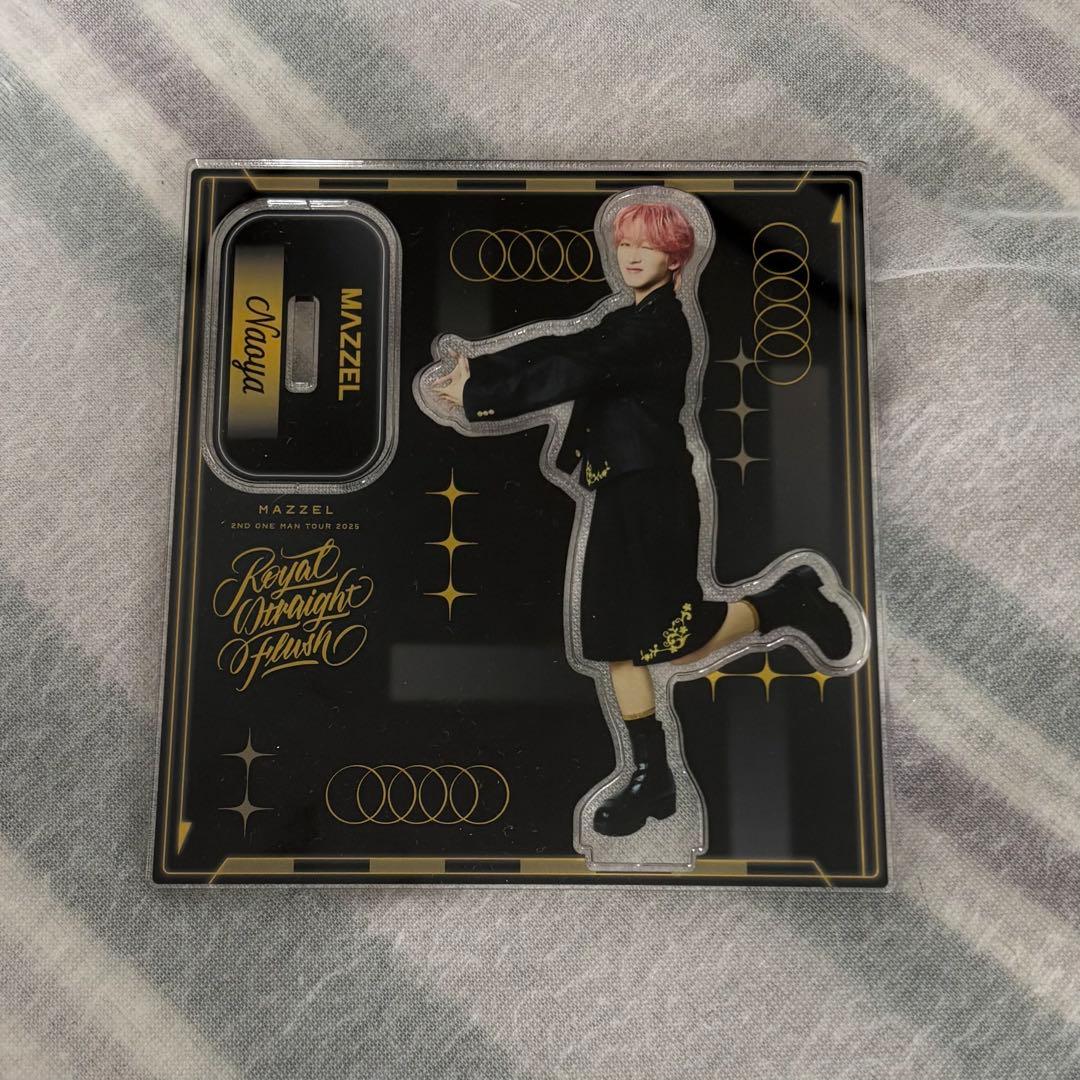 MAZZEL
Naoya
MAZZEL
2ND ONE MAN TOUR 2025
Royal
Straight
Flush